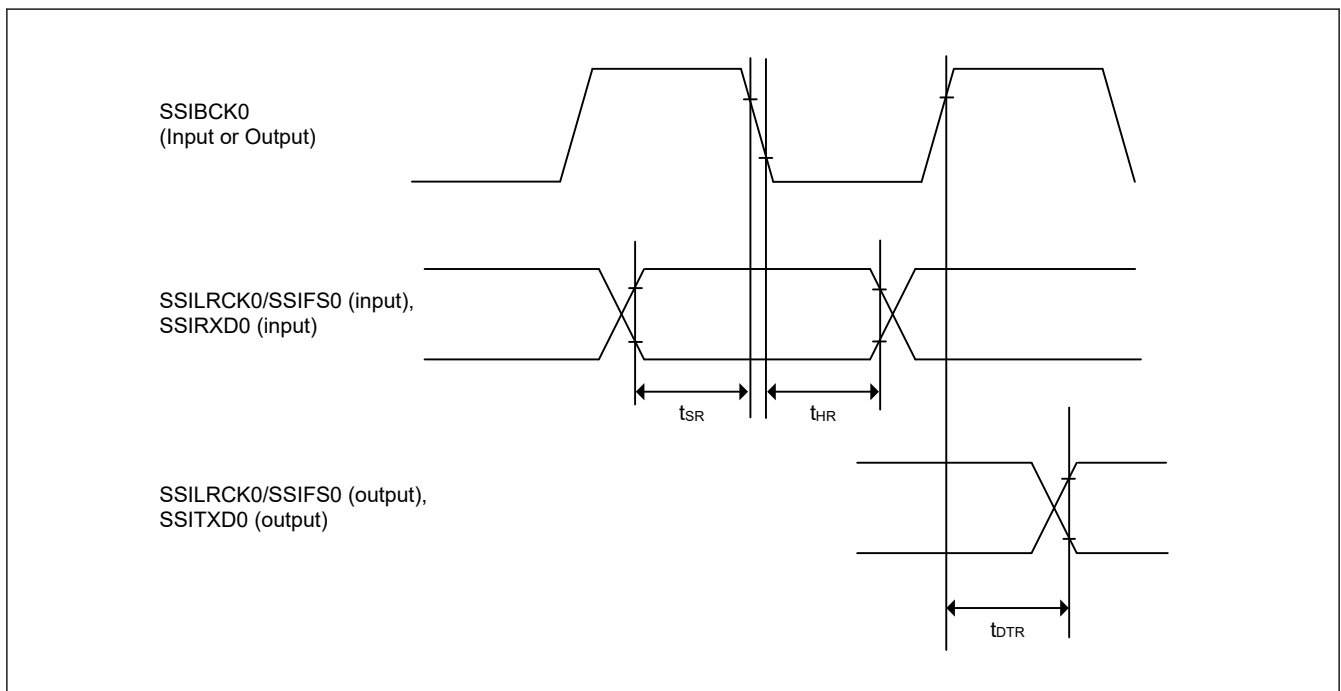 SSIBCK0
(Input or Output)
SSILRCK0/SSIFS0 (input),
SSIRXD0 (input)
tSR
tHR
SSILRCK0/SSIFS0 (output),
SSITXD0 (output)
tDTR